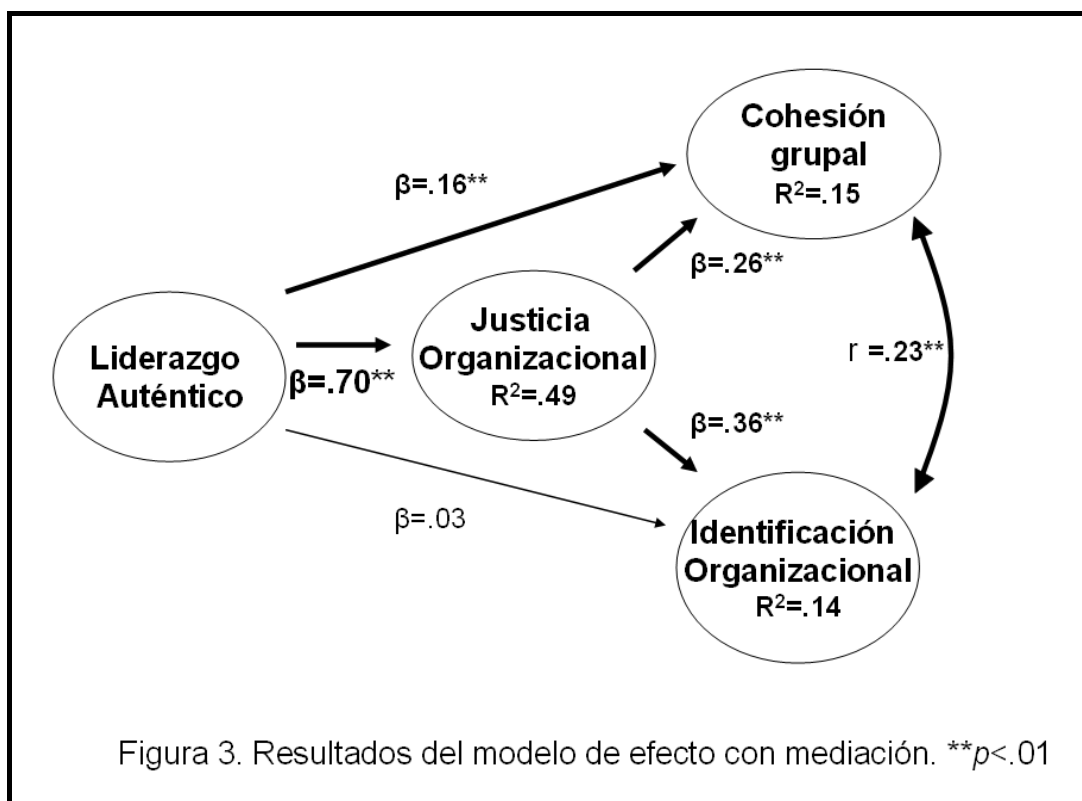 Cohesión
grupal
R²=.15
β=.16**
β=.26**
Justicia
Organizacional
R²=.49
Liderazgo
Auténtico
β=.70**
r =.23**
β=.36**
β=.03
Identificación
Organizacional
R²=.14
Figura 3. Resultados del modelo de efecto con mediación. **p<.01